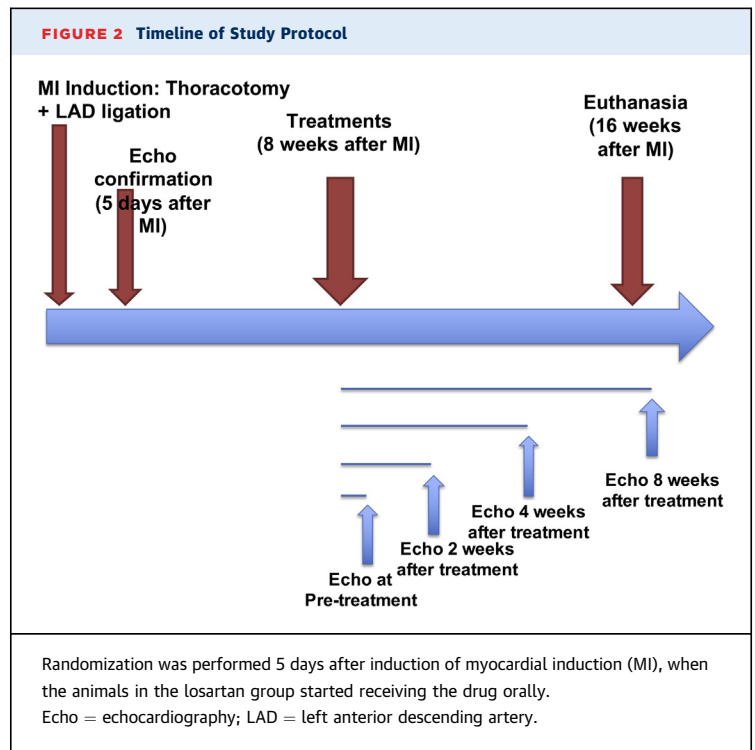 FIGURE 2 Timeline of Study Protocol
MI Induction: Thoracotomy
+ LAD ligation
Echo
confirmation
(5 days after
MI)
Treatments
(8 weeks after MI)
Euthanasia
(16 weeks
after MI)
Echo at
Pre-treatment
Echo 2 weeks
after treatment
Echo 4 weeks
after treatment
Echo 8 weeks
after treatment
Randomization was performed 5 days after induction of myocardial induction (MI), when
the animals in the losartan group started receiving the drug orally.
Echo = echocardiography; LAD = left anterior descending artery.